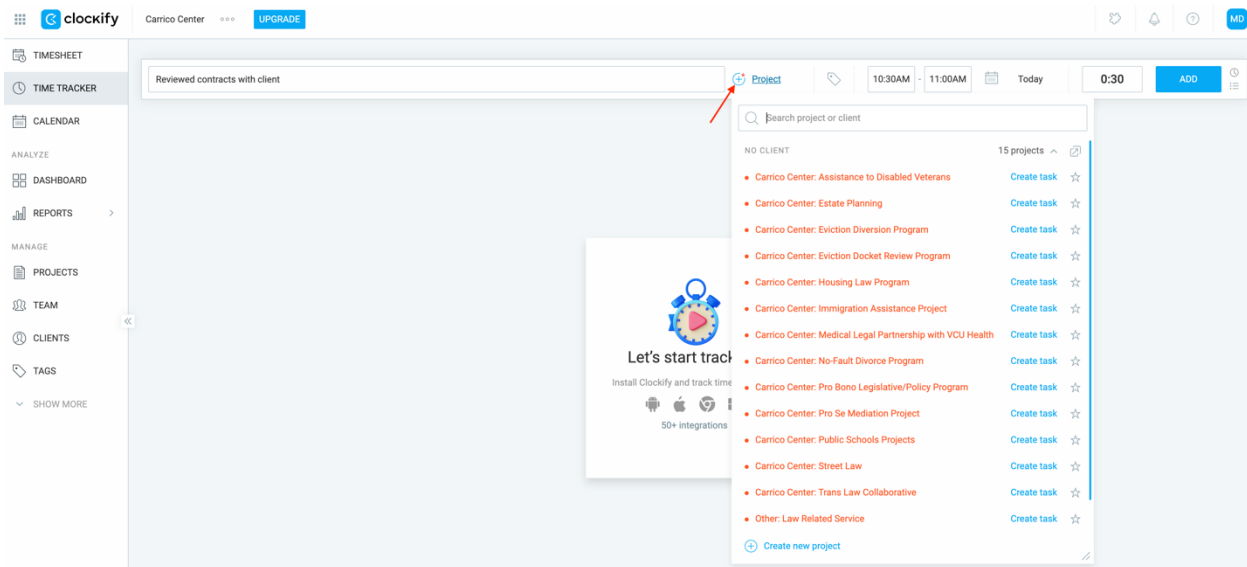 clockify
Carrico Center
UPGRADE
MD
TIMESHEET
TIME TRACKER
CALENDAR
ANALYZE
DASHBOARD
REPORTS
MANAGE
PROJECTS
TEAM
CLIENTS
TAGS
SHOW MORE
Reviewed contracts with client
Project
10:30AM - 11:00AM
Today
0:30
ADD
Search project or client
NO CLIENT 15 projects
Carrico Center: Assistance to Disabled Veterans Create task
Carrico Center: Estate Planning Create task
Carrico Center: Eviction Diversion Program Create task
Carrico Center: Eviction Docket Review Program Create task
Carrico Center: Housing Law Program Create task
Carrico Center: Immigration Assistance Project Create task
Carrico Center: Medical Legal Partnership with VCU Health Create task
Carrico Center: No-Fault Divorce Program Create task
Carrico Center: Pro Bono Legislative/Policy Program Create task
Carrico Center: Pro Se Mediation Project Create task
Carrico Center: Public Schools Projects Create task
Carrico Center: Street Law Create task
Carrico Center: Trans Law Collaborative Create task
Other: Law Related Service Create task
Create new project
Let's start track
Install Clockify and track time
50+ integrations